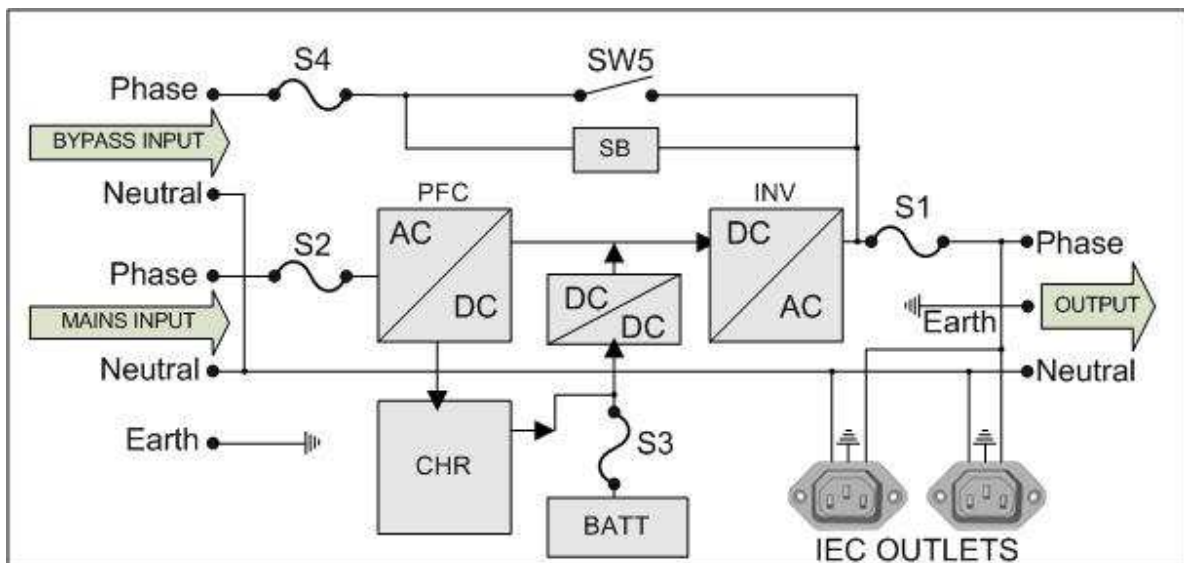 S4
SW5
Phase
BYPASS INPUT
SB
Neutral
PFC
INV
S2
S1
AC
DC
DC
AC
Phase
Phase
DC
DC
MAINS INPUT
Earth
OUTPUT
Neutral
Neutral
Earth
CHR
S3
BATT
IEC OUTLETS